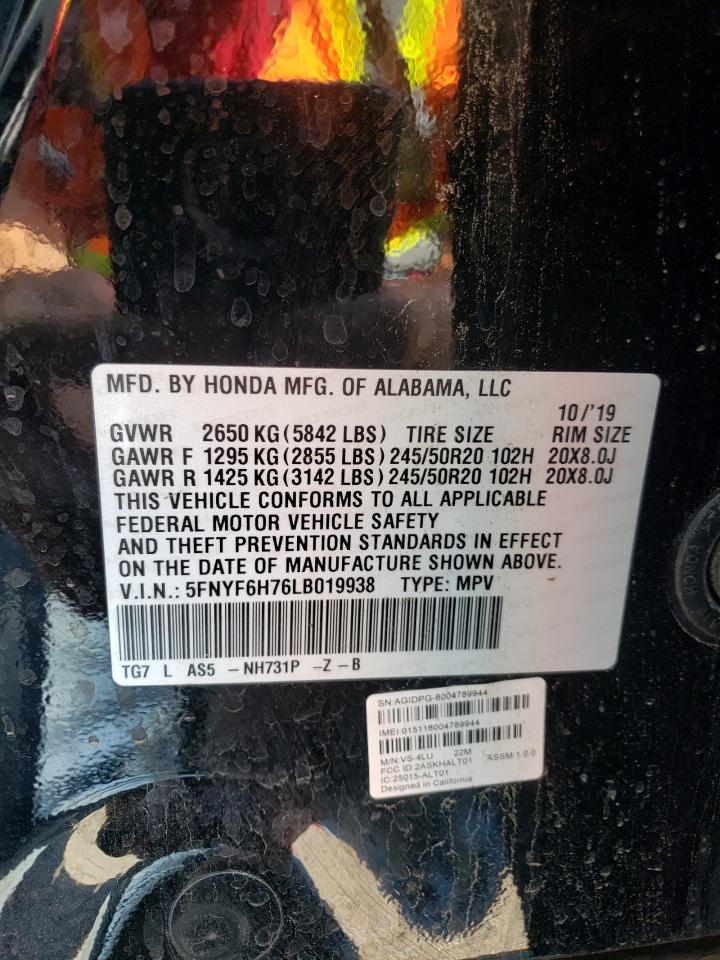 MFD. BY HONDA MFG. OF ALABAMA, LLC
10/'19
GVWR 2650 KG (5842 LBS) TIRE SIZE RIM SIZE
GAWR F 1295 KG (2855 LBS) 245/50R20 102H 20X8.0J
GAWR R 1425 KG (3142 LBS) 245/50R20 102H 20X8.0J
THIS VEHICLE CONFORMS TO ALL APPLICABLE
FEDERAL MOTOR VEHICLE SAFETY
AND THEFT PREVENTION STANDARDS IN EFFECT
ON THE DATE OF MANUFACTURE SHOWN ABOVE.
V.I.N.: 5FNYF6H76LB019938 TYPE: MPV
TG7 L AS5 -NH731P -Z -B
SN:AGIDPG-6004789944
IMEI:015116004789944
M/N:VS-4LU 22M
FCC ID:2ASKHALT01 ASSM:1.0.0
IC:25015-ALT01
Designed in California